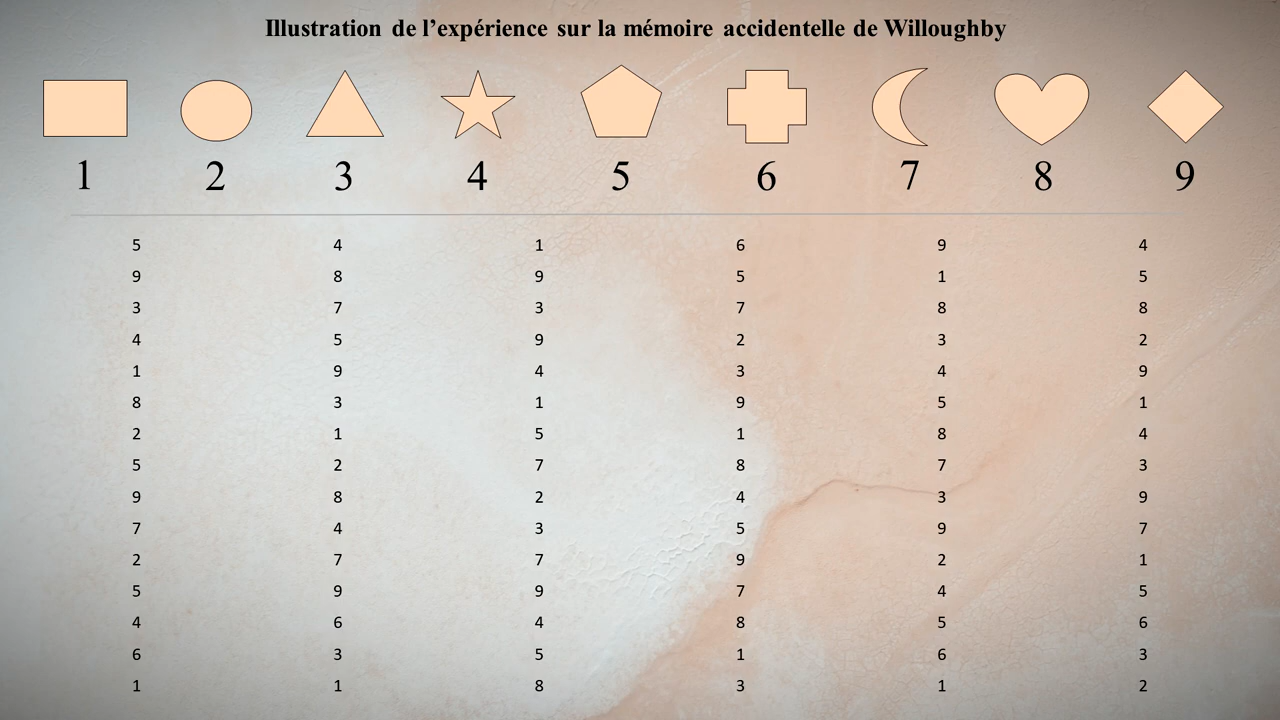 Illustration de l’expérience sur la mémoire accidentelle de Willoughby
1 2 3 4 5 6 7 8 9
5 4 1 6 9 4
9 8 9 5 1 5
3 7 3 7 8 8
4 5 9 2 3 2
1 9 4 3 4 9
8 3 1 9 5 1
2 1 5 1 8 4
5 2 7 8 7 3
9 8 2 4 3 9
7 4 3 5 9 7
2 7 7 9 2 1
5 9 9 7 4 5
4 6 4 8 5 6
6 3 5 1 6 3
1 1 8 3 1 2